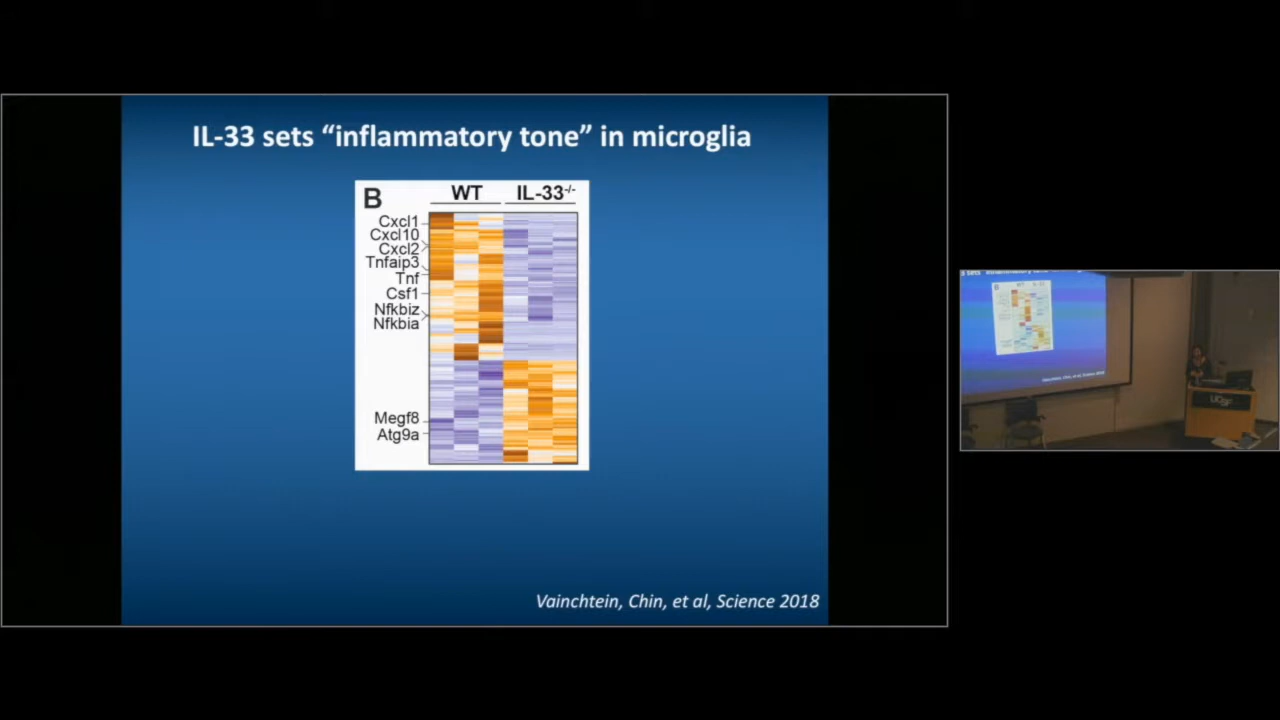 IL-33 sets “inflammatory tone” in microglia
B
WT IL-33-/-
Cxcl1
Cxcl10
Cxcl2
Tnfaip3
Tnf
Csf1
Nfkbiz
Nfkbia
Megf8
Atg9a
Vainchtein, Chin, et al, Science 2018
UCSF